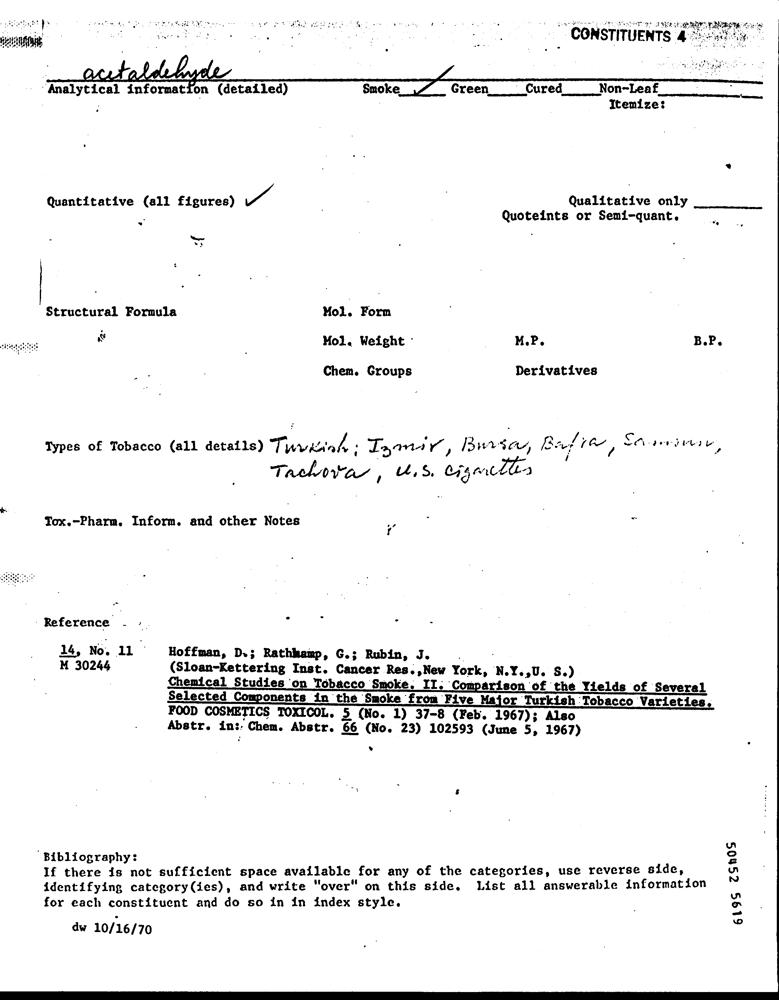 CONSTITUENTS 4
acetaldehyde
Analytical information (detailed) Smoke ✓ Green Cured Non-Leaf
Itemize:
Quantitative (all figures) ✓ Qualitative only
Quoteints or Semi-quant.
Structural Formula Mol. Form
Mol. Weight M.P. B.P.
Chem. Groups Derivatives
Types of Tobacco (all details) Turkish; Izmir, Bursa, Bafra, Samsun,
Tachova, U.S. cigarettes
Tox.-Pharm. Inform. and other Notes
Reference
14, No. 11 Hoffman, D.; Rathkamp, G.; Rubin, J.
M 30244 (Sloan-Kettering Inst. Cancer Res.,New York, N.Y.,U. S.)
Chemical Studies on Tobacco Smoke. II. Comparison of the Yields of Several
Selected Components in the Smoke from Five Major Turkish Tobacco Varieties.
FOOD COSMETICS TOXICOL. 5 (No. 1) 37-8 (Feb. 1967); Also
Abstr. in: Chem. Abstr. 66 (No. 23) 102593 (June 5, 1967)
Bibliography:
If there is not sufficient space available for any of the categories, use reverse side,
identifying category(ies), and write "over" on this side. List all answerable information
for each constituent and do so in in index style.
dw 10/16/70
50452 5619